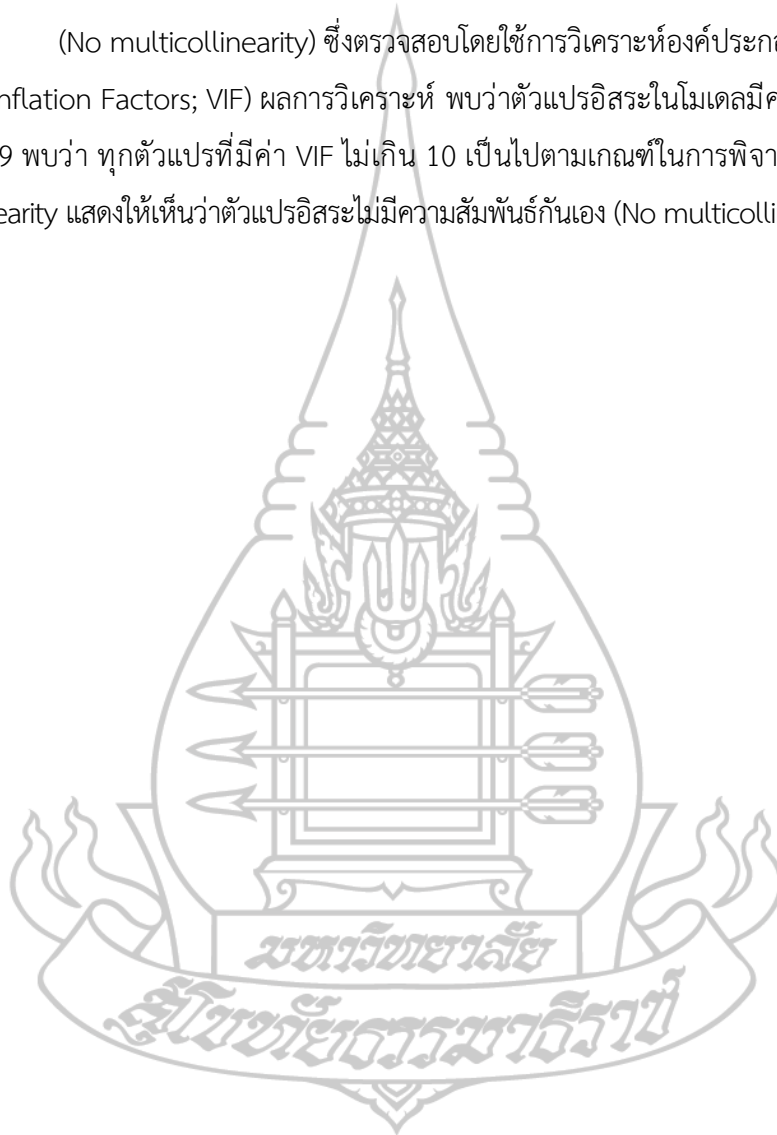 (No multicollinearity) ซึ่งตรวจสอบโดยใช้การวิเคราะห์องค์ประกอ
nflation Factors; VIF) ผลการวิเคราะห์ พบว่าตัวแปรอิสระในโมเดลมีค
9 พบว่า ทุกตัวแปรที่มีค่า VIF ไม่เกิน 10 เป็นไปตามเกณฑ์ในการพิจา
earity แสดงให้เห็นว่าตัวแปรอิสระไม่มีความสัมพันธ์กันเอง (No multicolli
มหาวิทยาลัย
สุโขทัยธรรมาธิราช